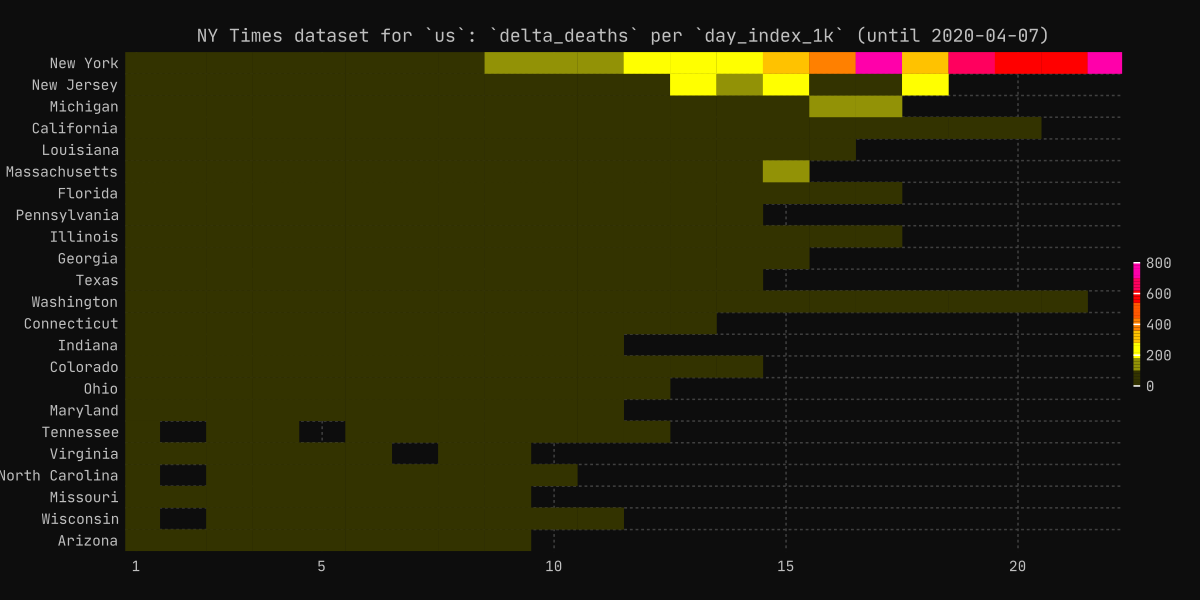 NY Times dataset for `us`: `delta_deaths` per `day_index_1k` (until 2020-04-07)
New York
New Jersey
Michigan
California
Louisiana
Massachusetts
Florida
Pennsylvania
Illinois
Georgia
Texas
Washington
Connecticut
Indiana
Colorado
Ohio
Maryland
Tennessee
Virginia
North Carolina
Missouri
Wisconsin
Arizona
1 5 10 15 20
800
600
400
200
0